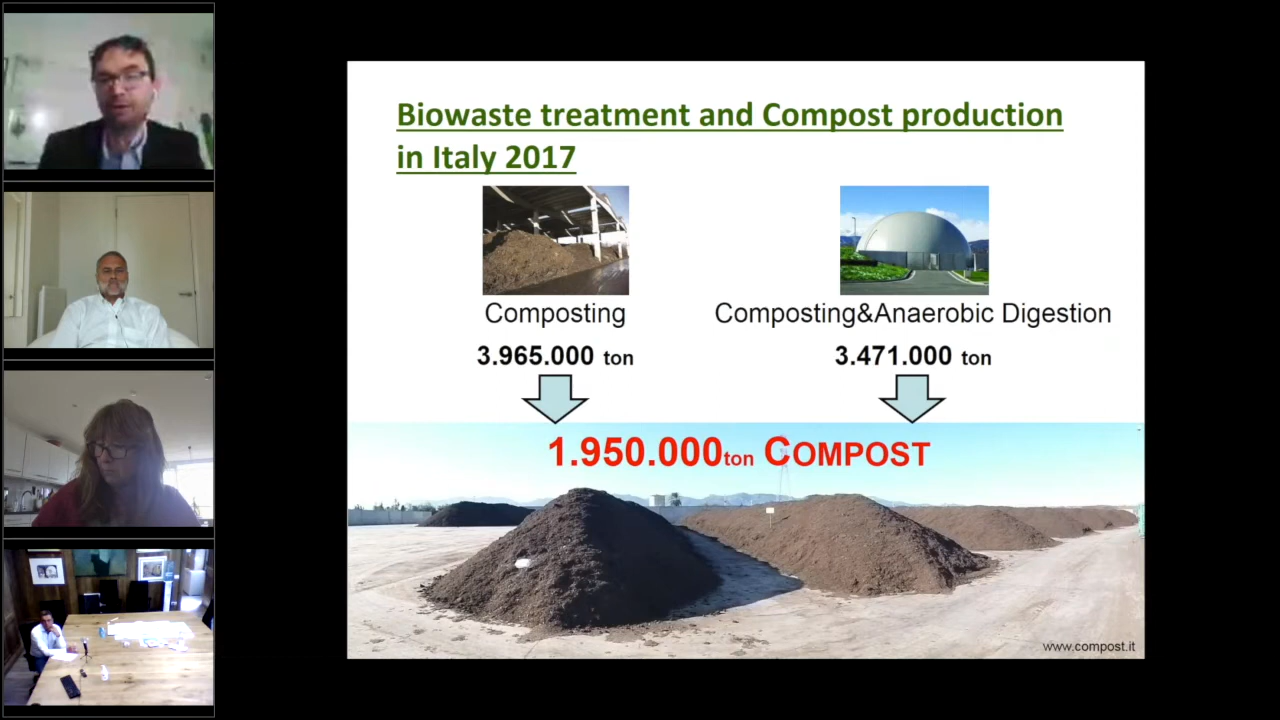 Biowaste treatment and Compost production
in Italy 2017
Composting
Composting&Anaerobic Digestion
3.965.000 ton
3.471.000 ton
1.950.000ton COMPOST
www.compost.it